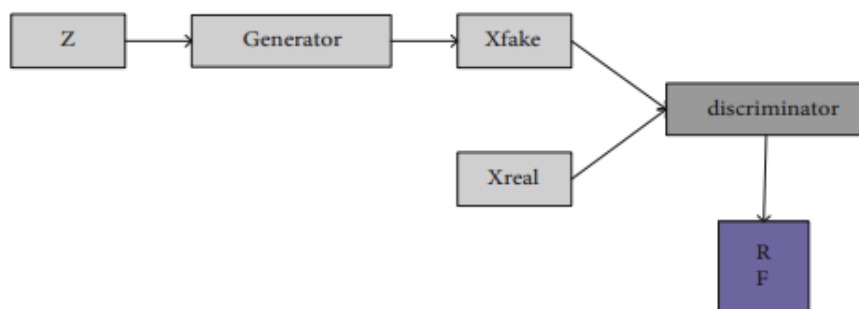 Z
Generator
Xfake
discriminator
Xreal
R
F